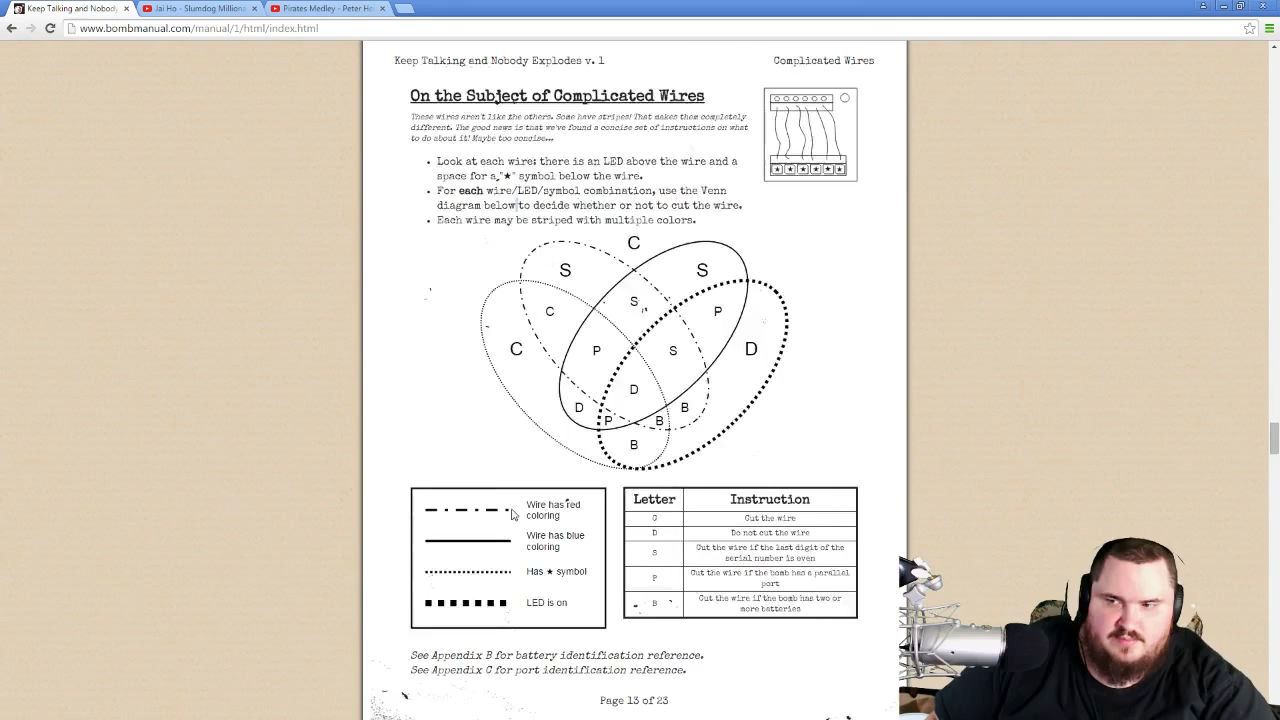 Keep Talking and Nobody
Jai Ho - Slumdog Million
Pirates Medley - Peter Ho
www.bombmanual.com/manual/1/html/index.html
Keep Talking and Nobody Explodes v. 1
Complicated Wires
On the Subject of Complicated Wires
These wires aren't like the others. Some have stripes! That makes them completely
different. The good news is that we've found a concise set of instructions on what
to do about it! Maybe too concise...
• Look at each wire: there is an LED above the wire and a
space for a "★" symbol below the wire.
• For each wire/LED/symbol combination, use the Venn
diagram below to decide whether or not to cut the wire.
• Each wire may be striped with multiple colors.
C
S S
S
C P
C P S D
D
D B
P B
B
Wire has red
coloring
Wire has blue
coloring
Has ★ symbol
LED is on
Letter Instruction
C Cut the wire
D Do not cut the wire
S Cut the wire if the last digit of the
serial number is even
P Cut the wire if the bomb has a parallel
port
B Cut the wire if the bomb has two or
more batteries
See Appendix B for battery identification reference.
See Appendix C for port identification reference.
Page 13 of 23